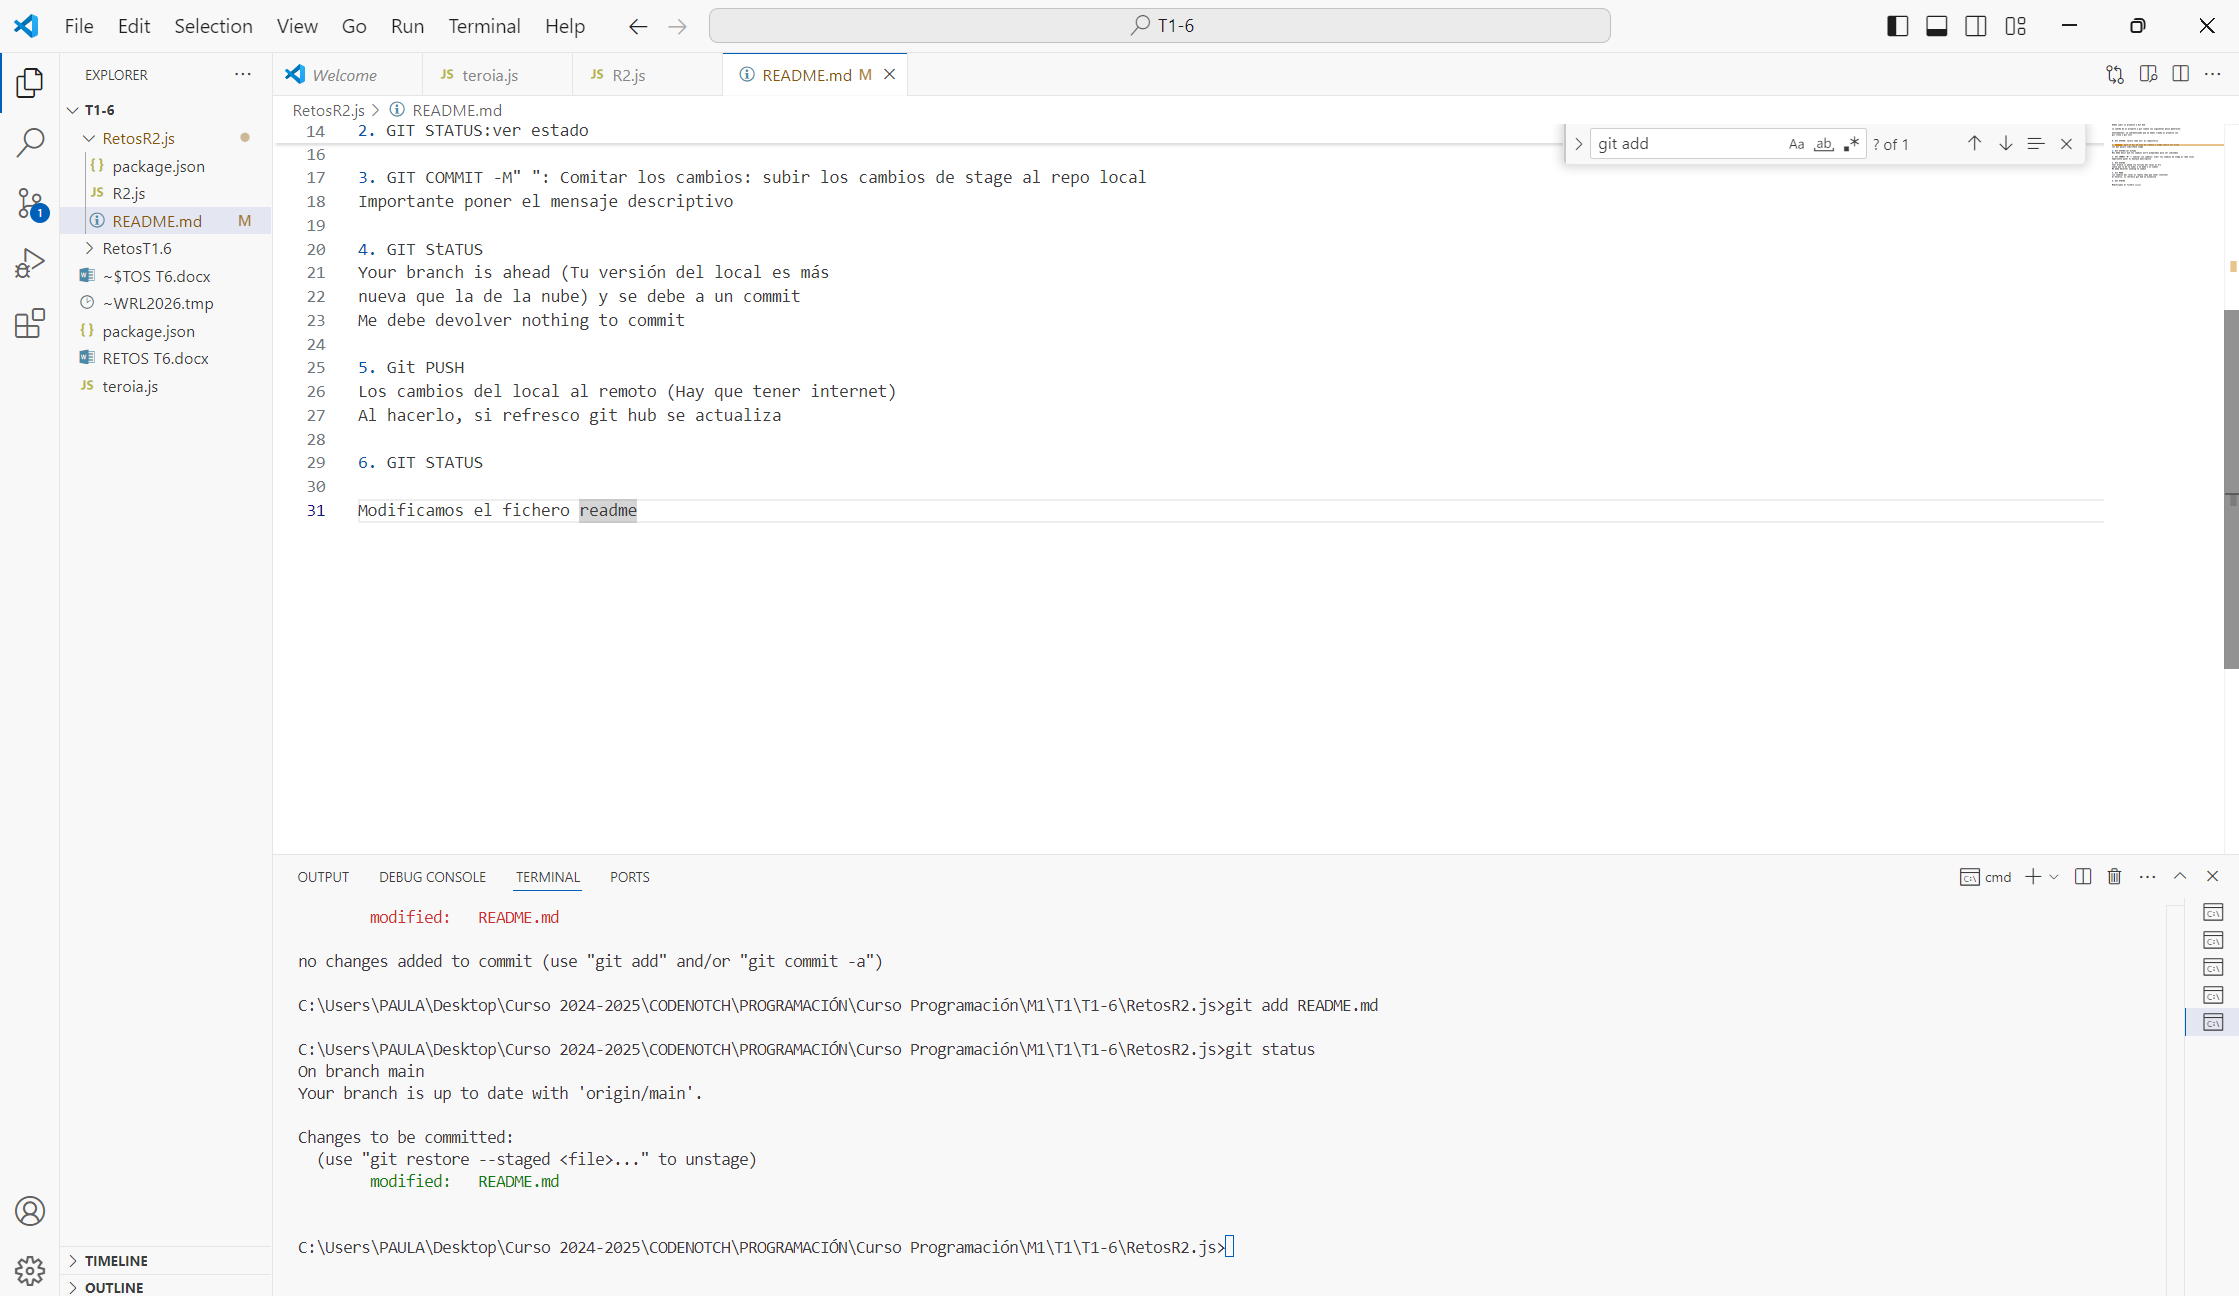 File Edit Selection View Go Run Terminal Help
T1-6
EXPLORER
T1-6
RetosR2.js
package.json
R2.js
README.md M
RetosT1.6
~$TOS T6.docx
~WRL2026.tmp
package.json
RETOS T6.docx
teroia.js
TIMELINE
OUTLINE
1
Welcome
JS teroia.js
JS R2.js
README.md M
RetosR2.js > README.md
git add
Aa ab ? of 1
14 2. GIT STATUS:ver estado
16
17 3. GIT COMMIT -M" ": Comitar los cambios: subir los cambios de stage al repo local
18 Importante poner el mensaje descriptivo
19
20 4. GIT StATUS
21 Your branch is ahead (Tu versión del local es más
22 nueva que la de la nube) y se debe a un commit
23 Me debe devolver nothing to commit
24
25 5. Git PUSH
26 Los cambios del local al remoto (Hay que tener internet)
27 Al hacerlo, si refresco git hub se actualiza
28
29 6. GIT STATUS
30
31 Modificamos el fichero readme
OUTPUT DEBUG CONSOLE TERMINAL PORTS
cmd
modified: README.md
no changes added to commit (use "git add" and/or "git commit -a")
C:\Users\PAULA\Desktop\Curso 2024-2025\CODENOTCH\PROGRAMACIÓN\Curso Programación\M1\T1\T1-6\RetosR2.js>git add README.md
C:\Users\PAULA\Desktop\Curso 2024-2025\CODENOTCH\PROGRAMACIÓN\Curso Programación\M1\T1\T1-6\RetosR2.js>git status
On branch main
Your branch is up to date with 'origin/main'.
Changes to be committed:
(use "git restore --staged <file>..." to unstage)
modified: README.md
C:\Users\PAULA\Desktop\Curso 2024-2025\CODENOTCH\PROGRAMACIÓN\Curso Programación\M1\T1\T1-6\RetosR2.js>